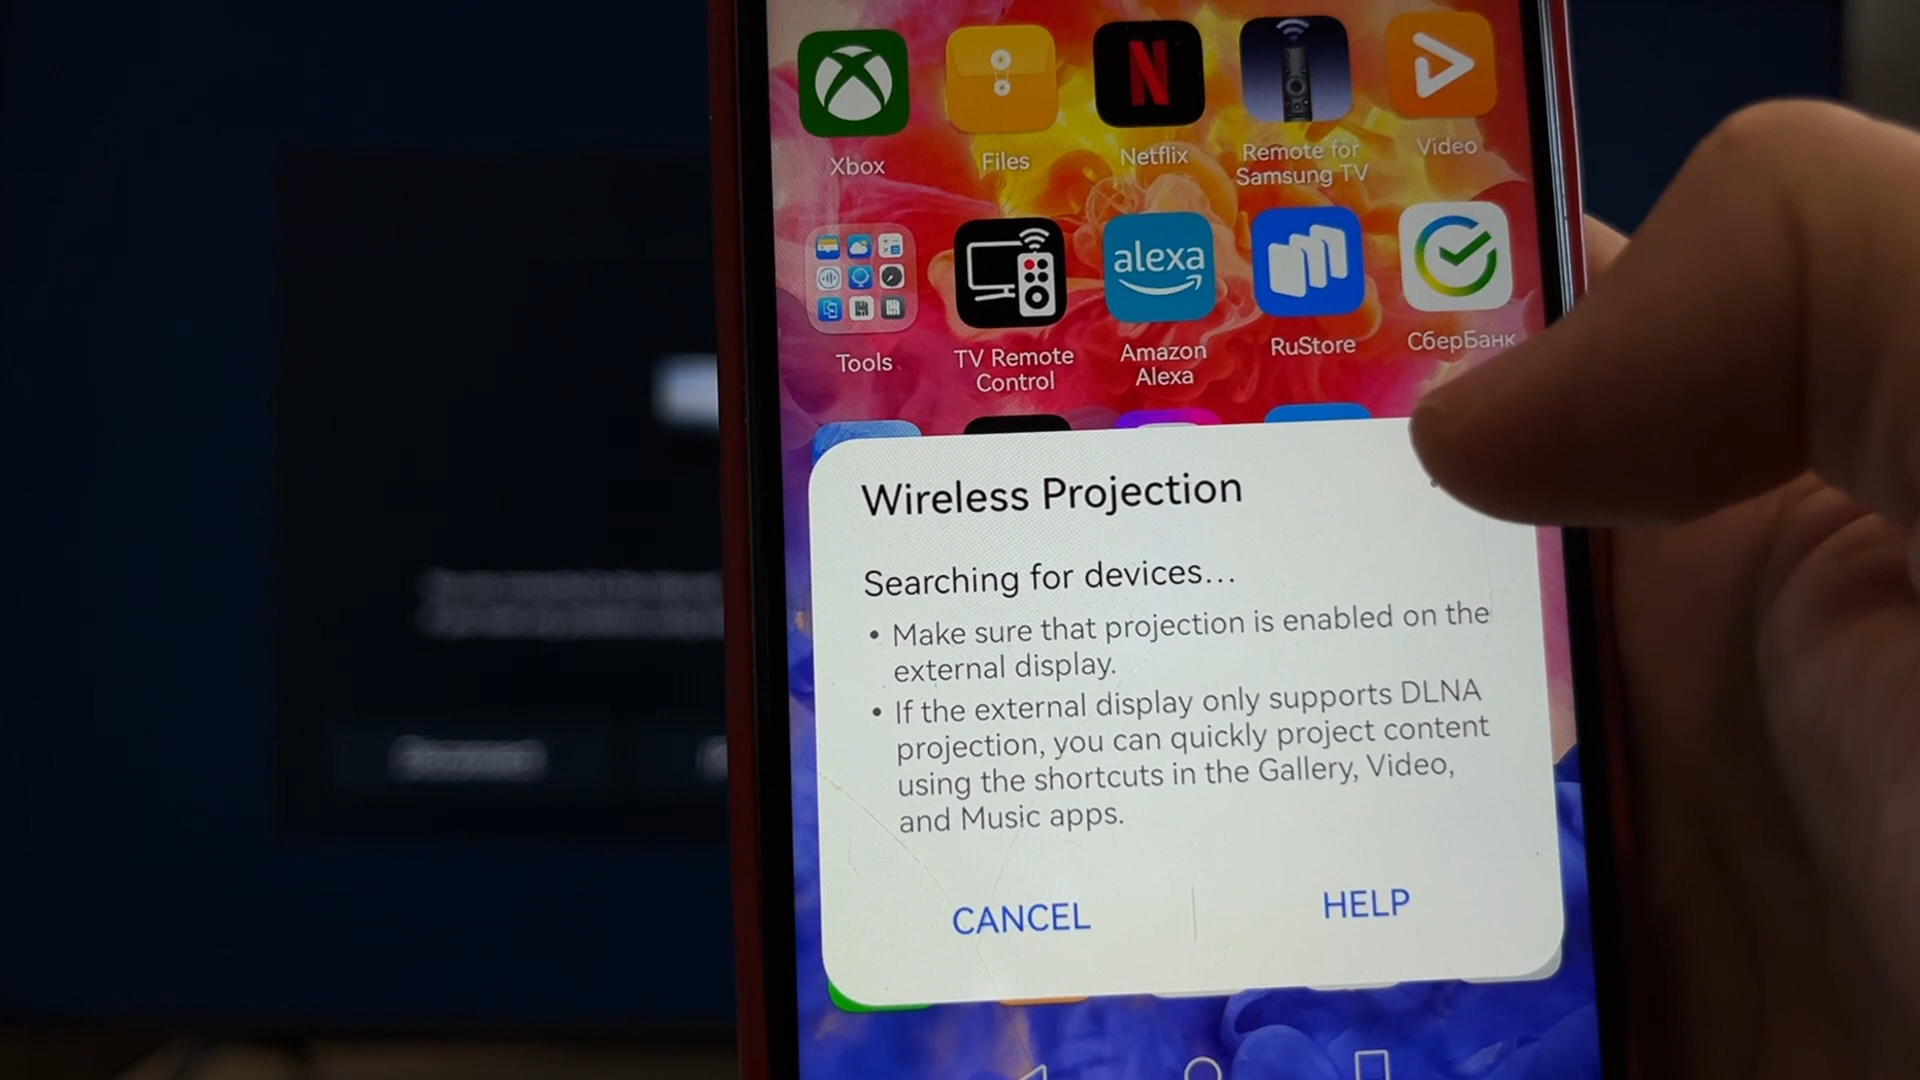 Xbox
Files
Netflix
Remote for
Samsung TV
Video
alexa
Tools
TV Remote
Control
Amazon
Alexa
RuStore
СберБанк
Wireless Projection
Searching for devices...
• Make sure that projection is enabled on the
external display.
• If the external display only supports DLNA
projection, you can quickly project content
using the shortcuts in the Gallery, Video,
and Music apps.
CANCEL
HELP